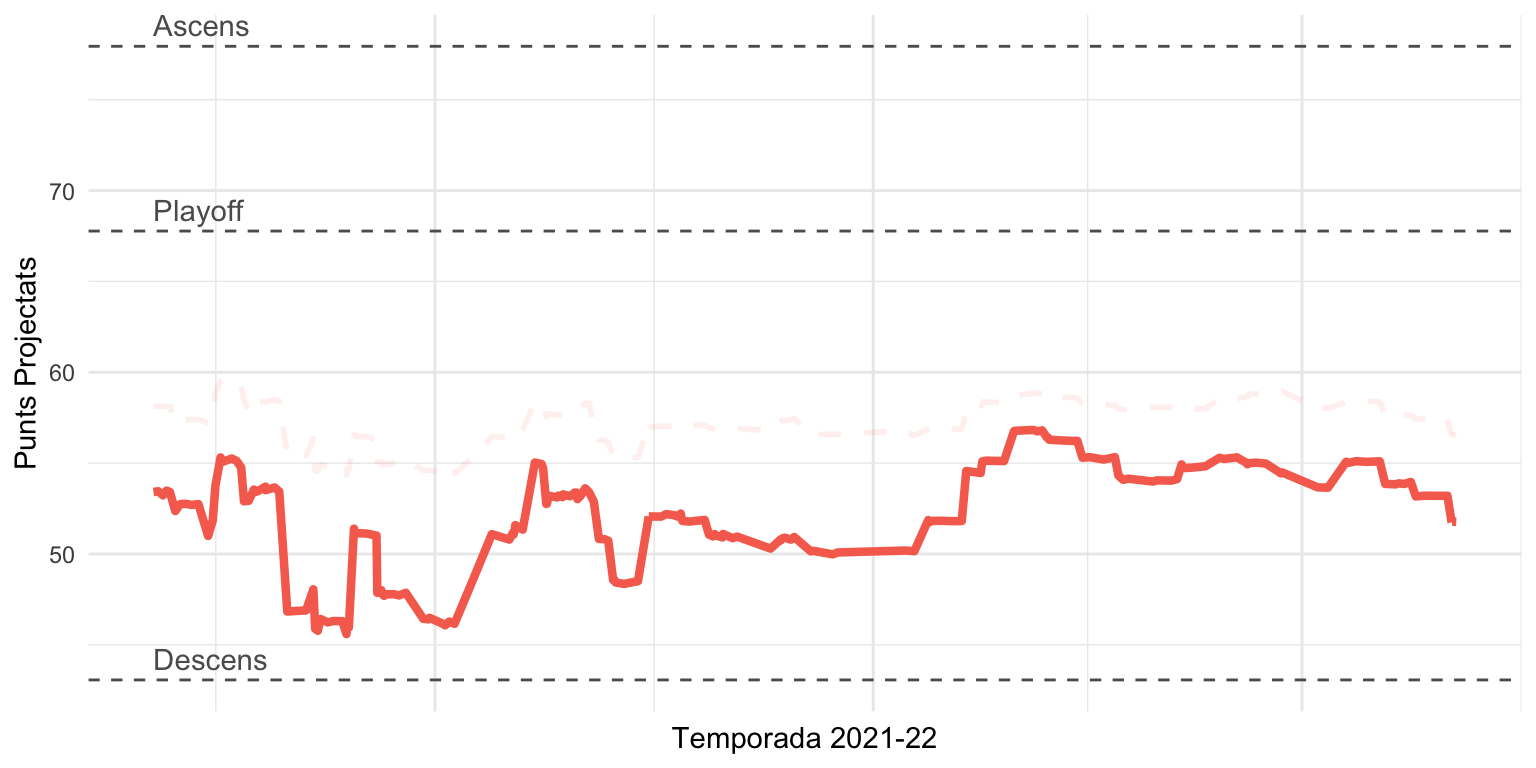 Ascens
70
Playoff
60
50
Descens
Punts Projectats
Temporada 2021-22